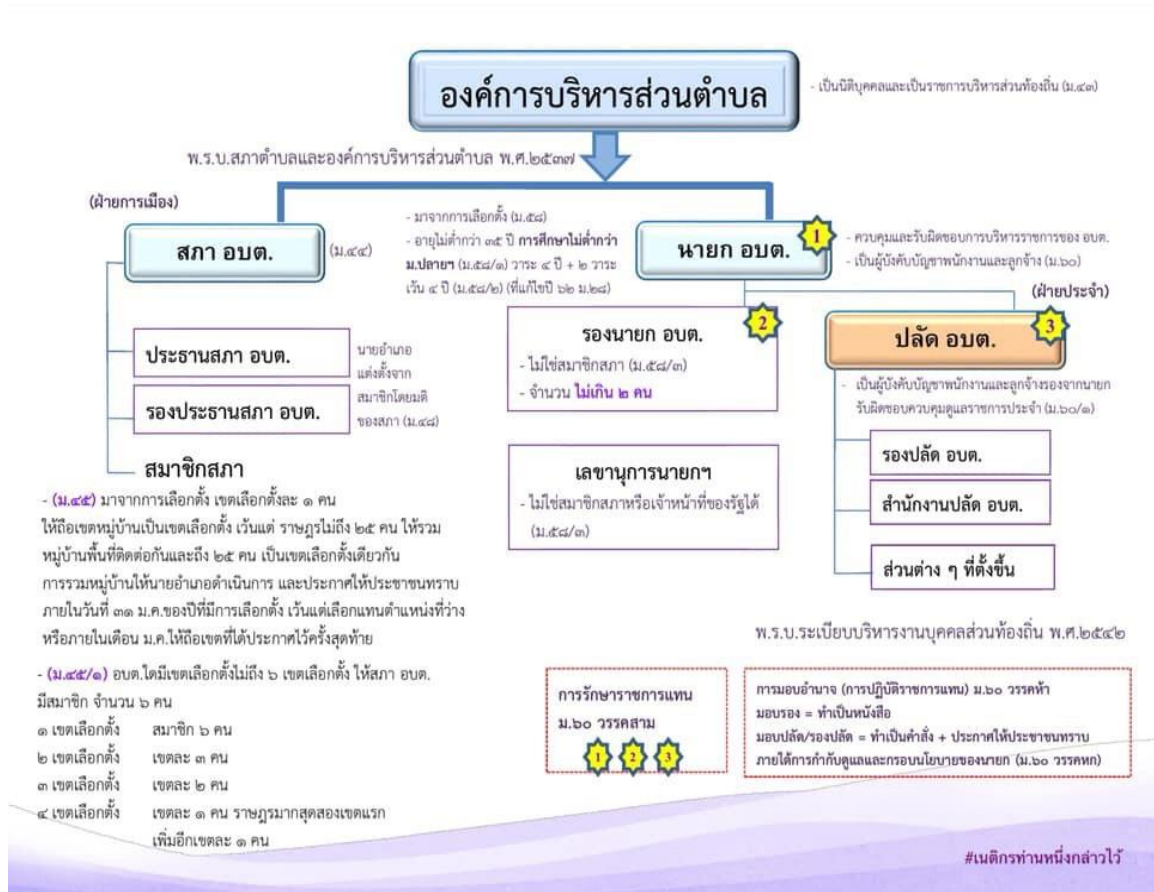 องค์การบริหารส่วนตำบล
- เป็นนิติบุคคลและเป็นราชการบริหารส่วนท้องถิ่น (ม.๔๓)
พ.ร.บ.สภาตำบลและองค์การบริหารส่วนตำบล พ.ศ.๒๕๓๗
(ฝ่ายการเมือง)
สภา อบต.
(ม.๔๔)
- มาจากการเลือกตั้ง (ม.๕๘)
- อายุไม่ต่ำกว่า ๓๕ ปี การศึกษาไม่ต่ำกว่า
ม.ปลายฯ (ม.๕๘/๑) วาระ ๔ ปี + ๒ วาระ
เว้น ๔ ปี (ม.๕๘/๒) (ที่แก้ไขปี ๖๒ ม.๒๘)
นายก อบต.
1
- ควบคุมและรับผิดชอบการบริหารราชการของ อบต.
- เป็นผู้บังคับบัญชาพนักงานและลูกจ้าง (ม.๖๐)
(ฝ่ายประจำ)
ประธานสภา อบต.
รองประธานสภา อบต.
นายอำเภอ
แต่งตั้งจาก
สมาชิกโดยมติ
ของสภา (ม.๔๘)
สมาชิกสภา
- (ม.๔๕) มาจากการเลือกตั้ง เขตเลือกตั้งละ ๑ คน
ให้ถือเขตหมู่บ้านเป็นเขตเลือกตั้ง เว้นแต่ ราษฎรไม่ถึง ๒๕ คน ให้รวม
หมู่บ้านพื้นที่ติดต่อกันและถึง ๒๕ คน เป็นเขตเลือกตั้งเดียวกัน
การรวมหมู่บ้านให้นายอำเภอดำเนินการ และประกาศให้ประชาชนทราบ
ภายในวันที่ ๓๑ ม.ค.ของปีที่มีการเลือกตั้ง เว้นแต่เลือกแทนตำแหน่งที่ว่าง
หรือภายในเดือน ม.ค.ให้ถือเขตที่ได้ประกาศไว้ครั้งสุดท้าย
- (ม.๔๕/๑) อบต.ใดมีเขตเลือกตั้งไม่ถึง ๖ เขตเลือกตั้ง ให้สภา อบต.
มีสมาชิก จำนวน ๖ คน
๑ เขตเลือกตั้ง สมาชิก ๖ คน
๒ เขตเลือกตั้ง เขตละ ๓ คน
๓ เขตเลือกตั้ง เขตละ ๒ คน
๔ เขตเลือกตั้ง เขตละ ๑ คน ราษฎรมากสุดสองเขตแรก
เพิ่มอีกเขตละ ๑ คน
รองนายก อบต.
2
- ไม่ใช่สมาชิกสภา (ม.๕๘/๓)
- จำนวน ไม่เกิน ๒ คน
เลขานุการนายกฯ
- ไม่ใช่สมาชิกสภาหรือเจ้าหน้าที่ของรัฐได้
(ม.๕๘/๓)
ปลัด อบต.
3
- เป็นผู้บังคับบัญชาพนักงานและลูกจ้างรองจากนายก
รับผิดชอบควบคุมดูแลราชการประจำ (ม.๖๐/๑)
รองปลัด อบต.
สำนักงานปลัด อบต.
ส่วนต่าง ๆ ที่ตั้งขึ้น
พ.ร.บ.ระเบียบบริหารงานบุคคลส่วนท้องถิ่น พ.ศ.๒๕๔๒
การรักษาราชการแทน
ม.๖๐ วรรคสาม
1 2 3
การมอบอำนาจ (การปฏิบัติราชการแทน) ม.๖๐ วรรคห้า
มอบรอง = ทำเป็นหนังสือ
มอบปลัด/รองปลัด = ทำเป็นคำสั่ง + ประกาศให้ประชาชนทราบ
ภายใต้การกำกับดูแลและกรอบนโยบายของนายก (ม.๖๐ วรรคหก)
#เนติกรท่านหนึ่งกล่าวไว้